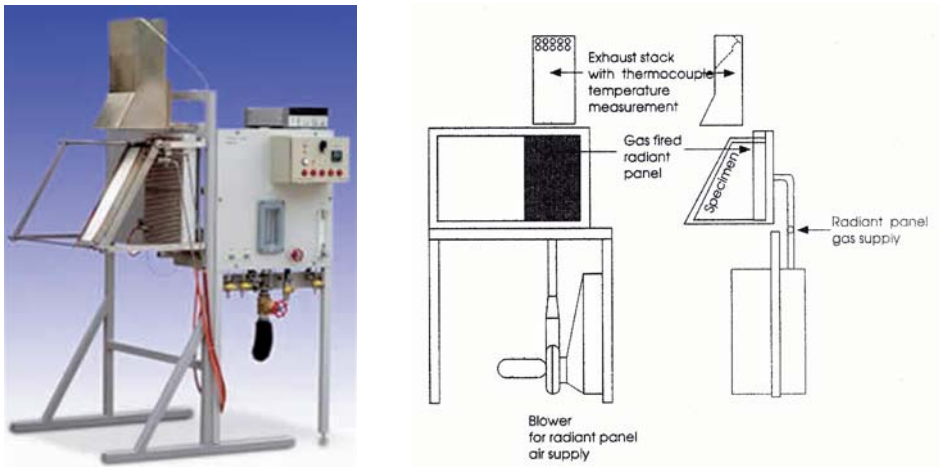 Exhaust stack
with thermocouple
temperature
measurement
Gas fired
radiant
panel
Specimen
Radiant panel
gas supply
Blower
for radiant panel
air supply